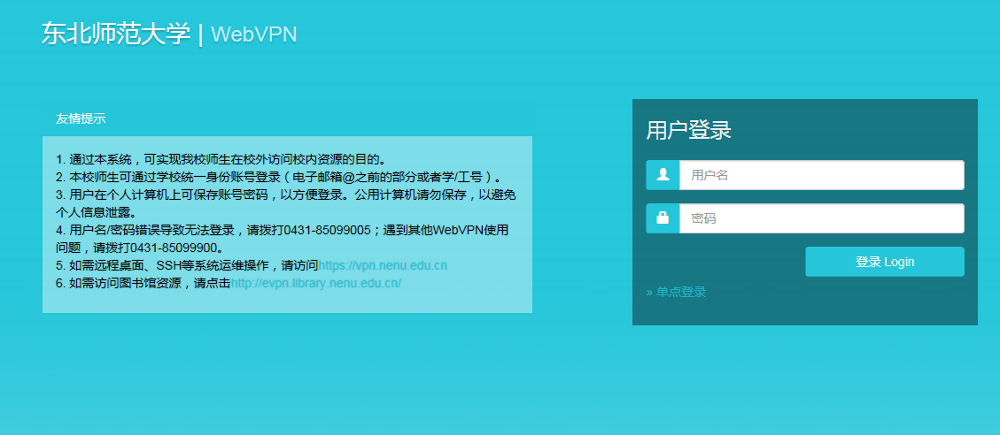 东北师范大学 | WebVPN
友情提示
1. 通过本系统，可实现我校师生在校外访问校内资源的目的。
2. 本校师生可通过学校统一身份账号登录（电子邮箱@之前的部分或者学/工号）。
3. 用户在个人计算机上可保存账号密码，以方便登录。公用计算机请勿保存，以避免
个人信息泄露。
4. 用户名/密码错误导致无法登录，请拨打0431-85099005；遇到其他WebVPN使用
问题，请拨打0431-85099900。
5. 如需远程桌面、SSH等系统运维操作，请访问https://vpn.nenu.edu.cn
6. 如需访问图书馆资源，请点击http://evpn.library.nenu.edu.cn/
用户登录
用户名
密码
登录 Login
» 单点登录